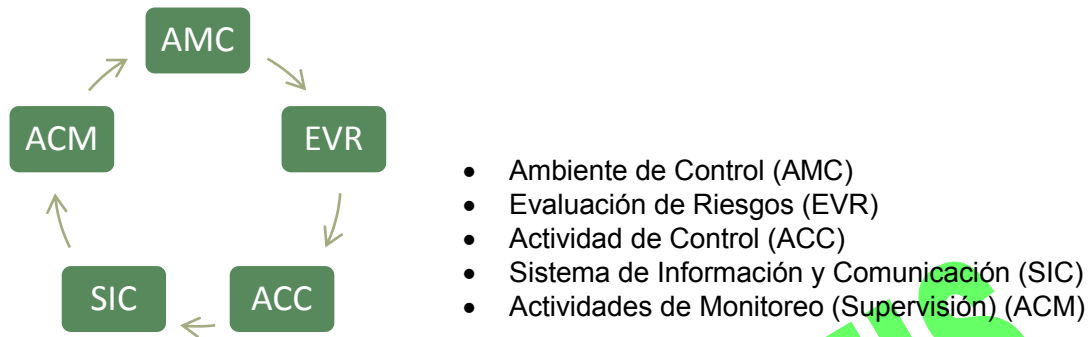 AMC
ACM
EVR
SIC
ACC
• Ambiente de Control (AMC)
• Evaluación de Riesgos (EVR)
• Actividad de Control (ACC)
• Sistema de Información y Comunicación (SIC)
• Actividades de Monitoreo (Supervisión) (ACM)